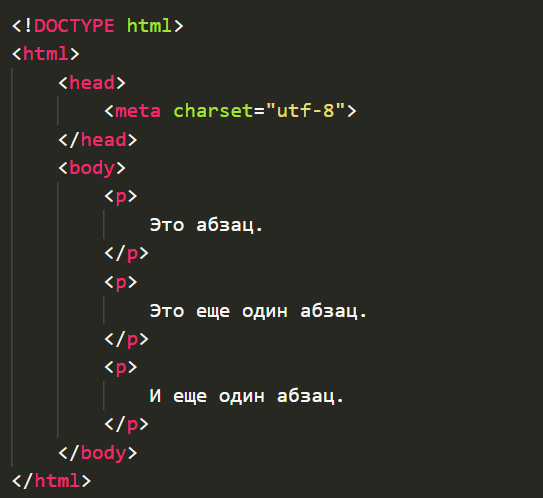 <!DOCTYPE html>
<html>
<head>
<meta charset="utf-8">
</head>
<body>
<p>
Это абзац.
</p>
<p>
Это еще один абзац.
</p>
<p>
И еще один абзац.
</p>
</body>
</html>